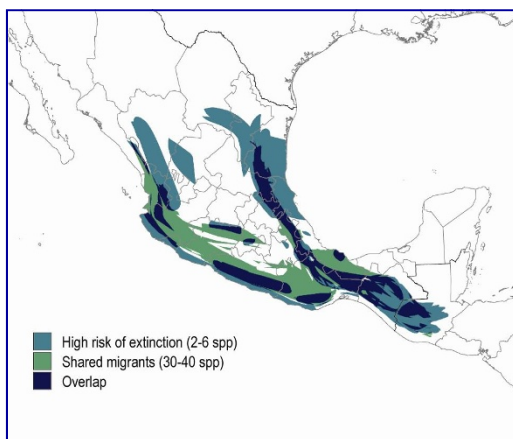 High risk of extinction (2-6 spp)
Shared migrants (30-40 spp)
Overlap